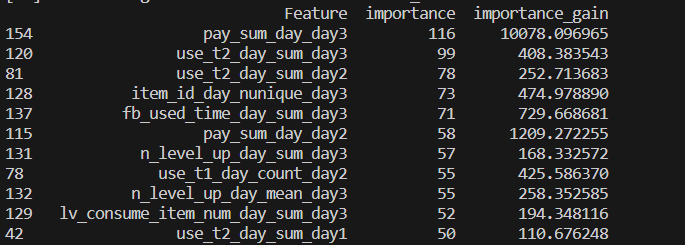 Feature importance importance_gain
154 pay_sum_day_day3 116 10078.096965
120 use_t2_day_sum_day3 99 408.383543
81 use_t2_day_sum_day2 78 252.713683
128 item_id_day_nunique_day3 73 474.978890
137 fb_used_time_day_sum_day3 71 729.668681
115 pay_sum_day_day2 58 1209.272255
131 n_level_up_day_sum_day3 57 168.332572
78 use_t1_day_count_day2 55 425.586370
132 n_level_up_day_mean_day3 55 258.352585
129 lv_consume_item_num_day_sum_day3 52 194.348116
42 use_t2_day_sum_day1 50 110.676248